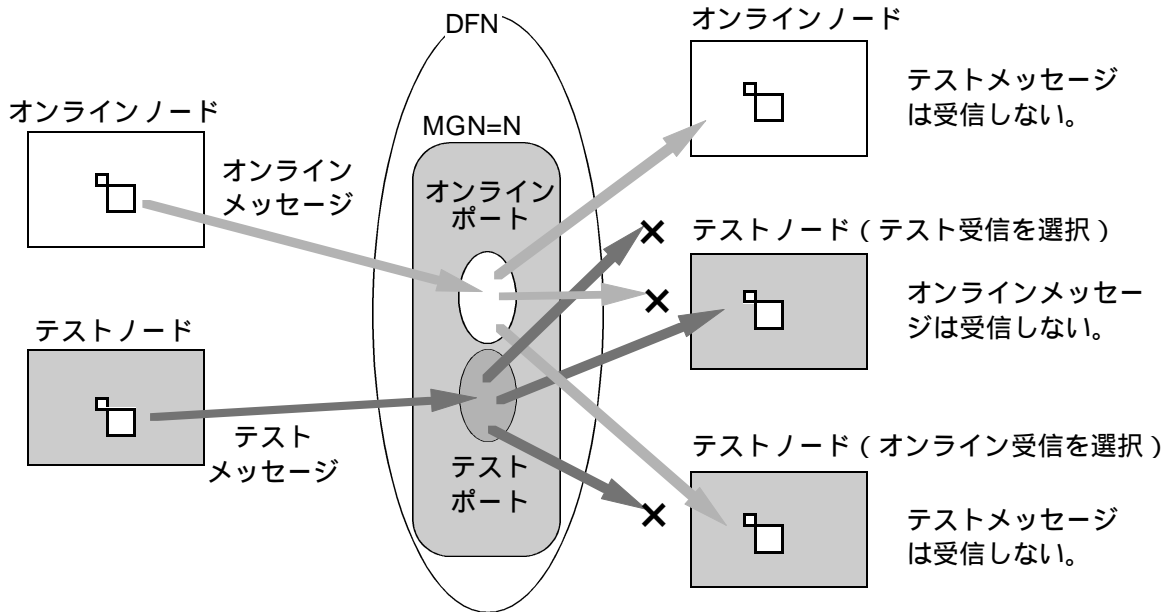 DFN
オンラインノード
テストメッセージ
は受信しない。
オンラインノード
MGN=N
オンライン
メッセージ
オンライン
ポート
テストノード（テスト受信を選択）
オンラインメッセー
ジは受信しない。
テストノード
テスト
メッセージ
テスト
ポート
テストノード（オンライン受信を選択）
テストメッセージ
は受信しない。